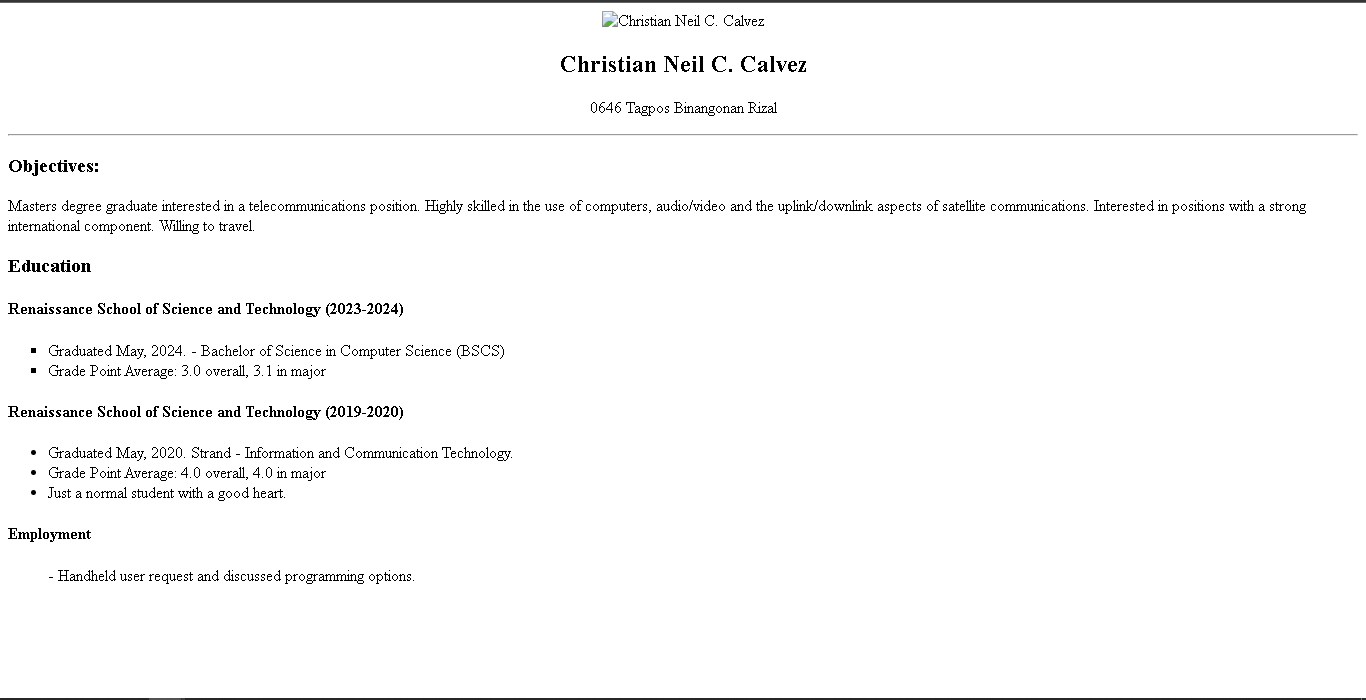 Christian Neil C. Calvez
Christian Neil C. Calvez
0646 Tagpos Binangonan Rizal
Objectives:
Masters degree graduate interested in a telecommunications position. Highly skilled in the use of computers, audio/video and the uplink/downlink aspects of satellite communications. Interested in positions with a strong
international component. Willing to travel.
Education
Renaissance School of Science and Technology (2023-2024)
Graduated May, 2024. - Bachelor of Science in Computer Science (BSCS)
Grade Point Average: 3.0 overall, 3.1 in major
Renaissance School of Science and Technology (2019-2020)
Graduated May, 2020. Strand - Information and Communication Technology.
Grade Point Average: 4.0 overall, 4.0 in major
Just a normal student with a good heart.
Employment
- Handheld user request and discussed programming options.